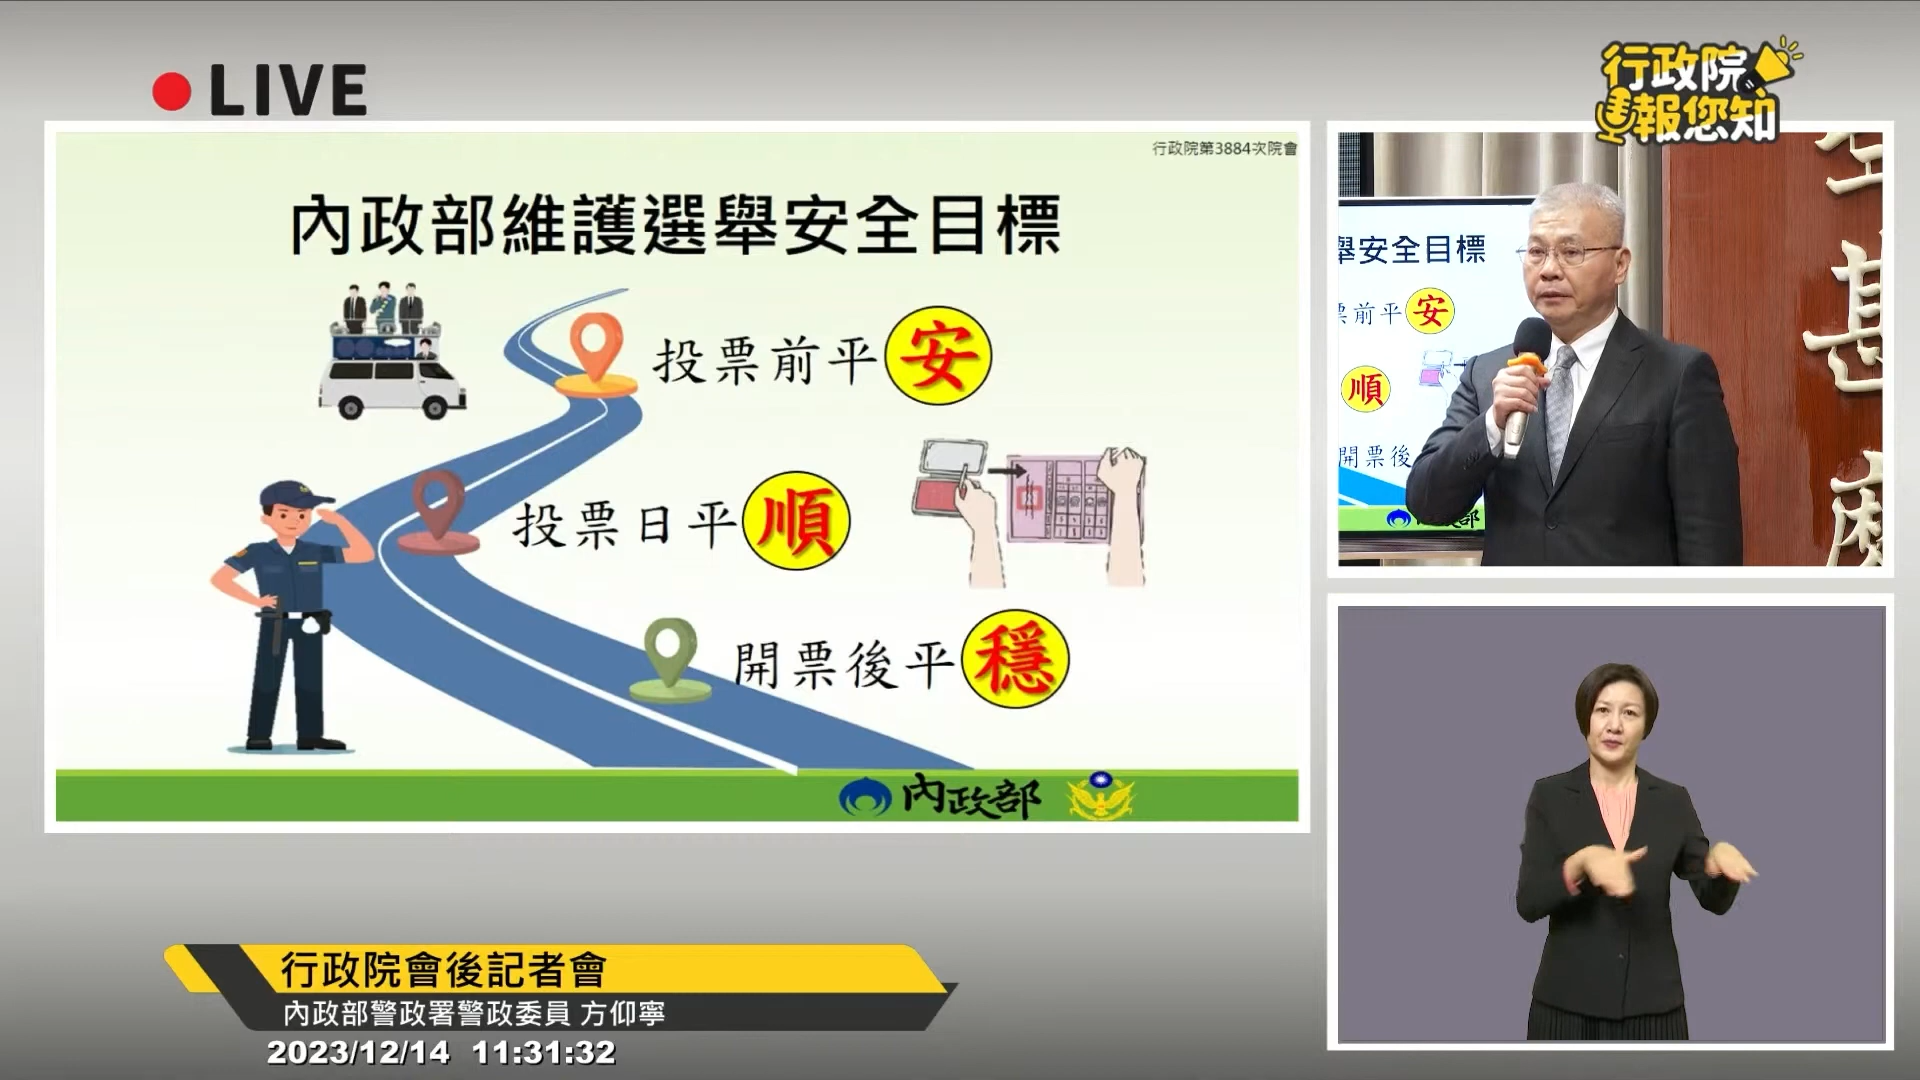 LIVE
行政院
報您知
行政院第3884次院會
內政部維護選舉安全目標
投票前平安
投票日平順
開票後平穩
內政部
舉安全目標
票前平安
順
開票後
內政部
行政院會後記者會
內政部警政署警政委員 方仰寧
2023/12/14 11:31:32